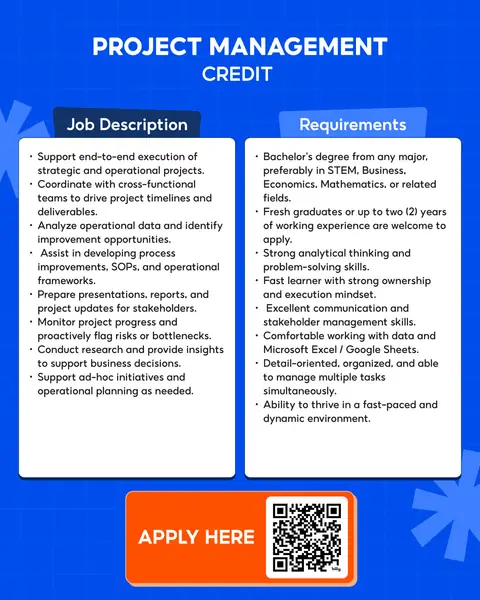 PROJECT MANAGEMENT
CREDIT
Job Description
• Support end-to-end execution of
strategic and operational projects.
• Coordinate with cross-functional
teams to drive project timelines and
deliverables.
• Analyze operational data and identify
improvement opportunities.
• Assist in developing process
improvements, SOPs, and operational
frameworks.
• Prepare presentations, reports, and
project updates for stakeholders.
• Monitor project progress and
proactively flag risks or bottlenecks.
• Conduct research and provide insights
to support business decisions.
• Support ad-hoc initiatives and
operational planning as needed.
Requirements
• Bachelor's degree from any major,
preferably in STEM, Business,
Economics, Mathematics, or related
fields.
• Fresh graduates or up to two (2) years
of working experience are welcome to
apply.
• Strong analytical thinking and
problem-solving skills.
• Fast learner with strong ownership
and execution mindset.
• Excellent communication and
stakeholder management skills.
• Comfortable working with data and
Microsoft Excel / Google Sheets.
• Detail-oriented, organized, and able
to manage multiple tasks
simultaneously.
• Ability to thrive in a fast-paced and
dynamic environment.
APPLY HERE